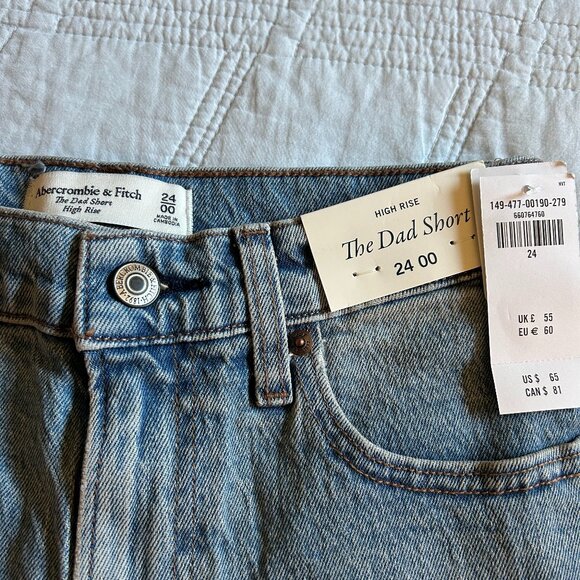 Abercrombie & Fitch
The Dad Short
High Rise
24
00
MADE IN
CAMBODIA
HIGH RISE
The Dad Short
24 00
149-477-00190-279
660764760
24
UK £ 55
EU € 60
US $ 65
CAN $ 81